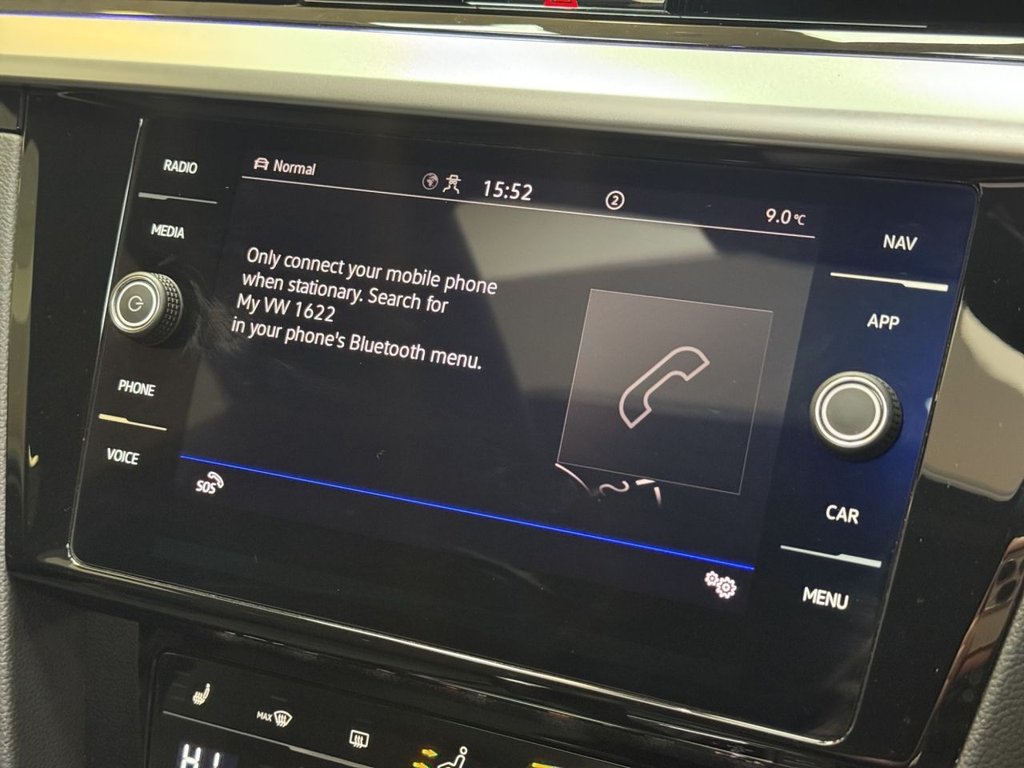 RADIO
MEDIA
PHONE
VOICE
Normal
15:52
2
9.0°C
Only connect your mobile phone
when stationary. Search for
My VW 1622
in your phone's Bluetooth menu.
SOS
NAV
APP
CAR
MENU
MAX
HI